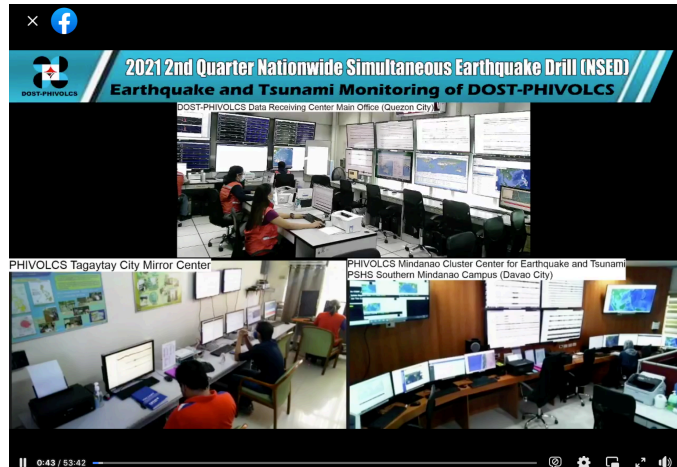 DOST-PHIVOLCS
2021 2nd Quarter Nationwide Simultaneous Earthquake Drill (NSED)
Earthquake and Tsunami Monitoring of DOST-PHIVOLCS
DOST-PHIVOLCS Data Receiving Center Main Office (Quezon City)
PHIVOLCS Tagaytay City Mirror Center
PHIVOLCS Mindanao Cluster Center for Earthquake and Tsunami
PSHS Southern Mindanao Campus (Davao City)
0:43 / 53:42